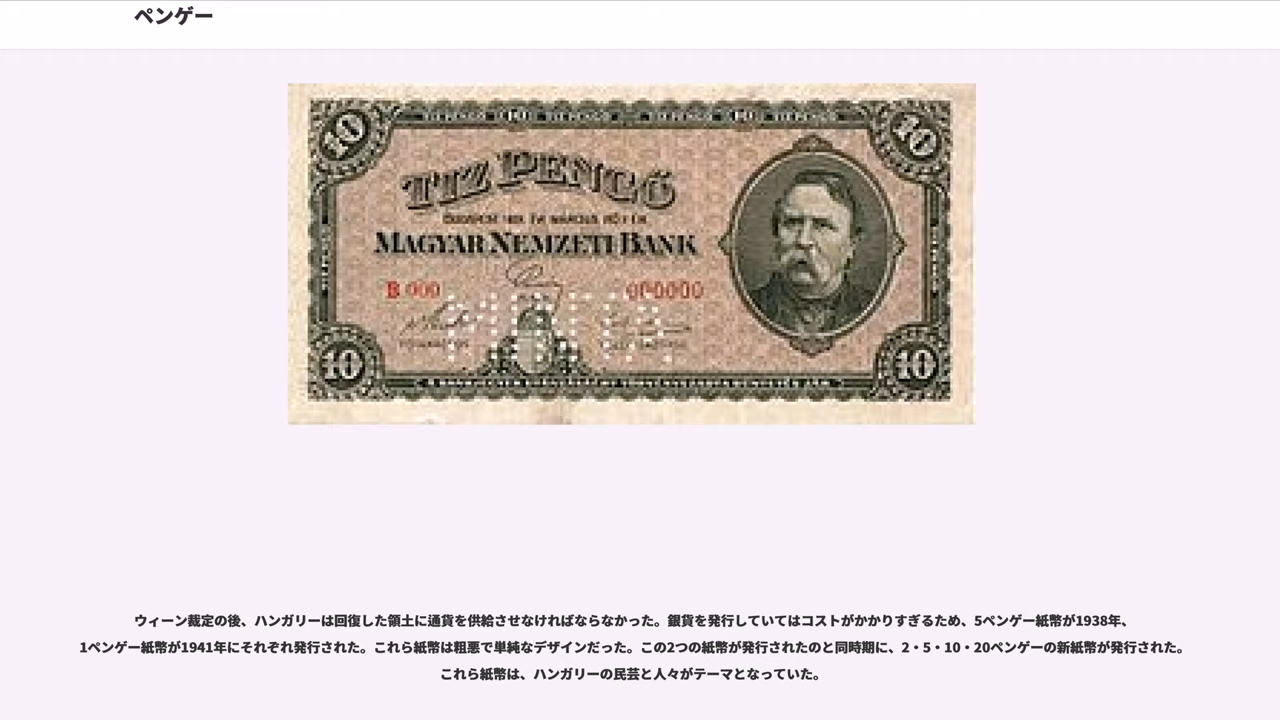 ペンゲー
10 10
TIZ PENGŐ
MAGYAR NEMZETI BANK
B 000 000000
10 10
ウィーン裁定の後、ハンガリーは回復した領土に通貨を供給させなければならなかった。銀貨を発行していてはコストがかかりすぎるため、5ペンゲー紙幣が1938年、
1ペンゲー紙幣が1941年にそれぞれ発行された。これら紙幣は粗悪で単純なデザインだった。この2つの紙幣が発行されたのと同時期に、2・5・10・20ペンゲーの新紙幣が発行された。
これら紙幣は、ハンガリーの民芸と人々がテーマとなっていた。